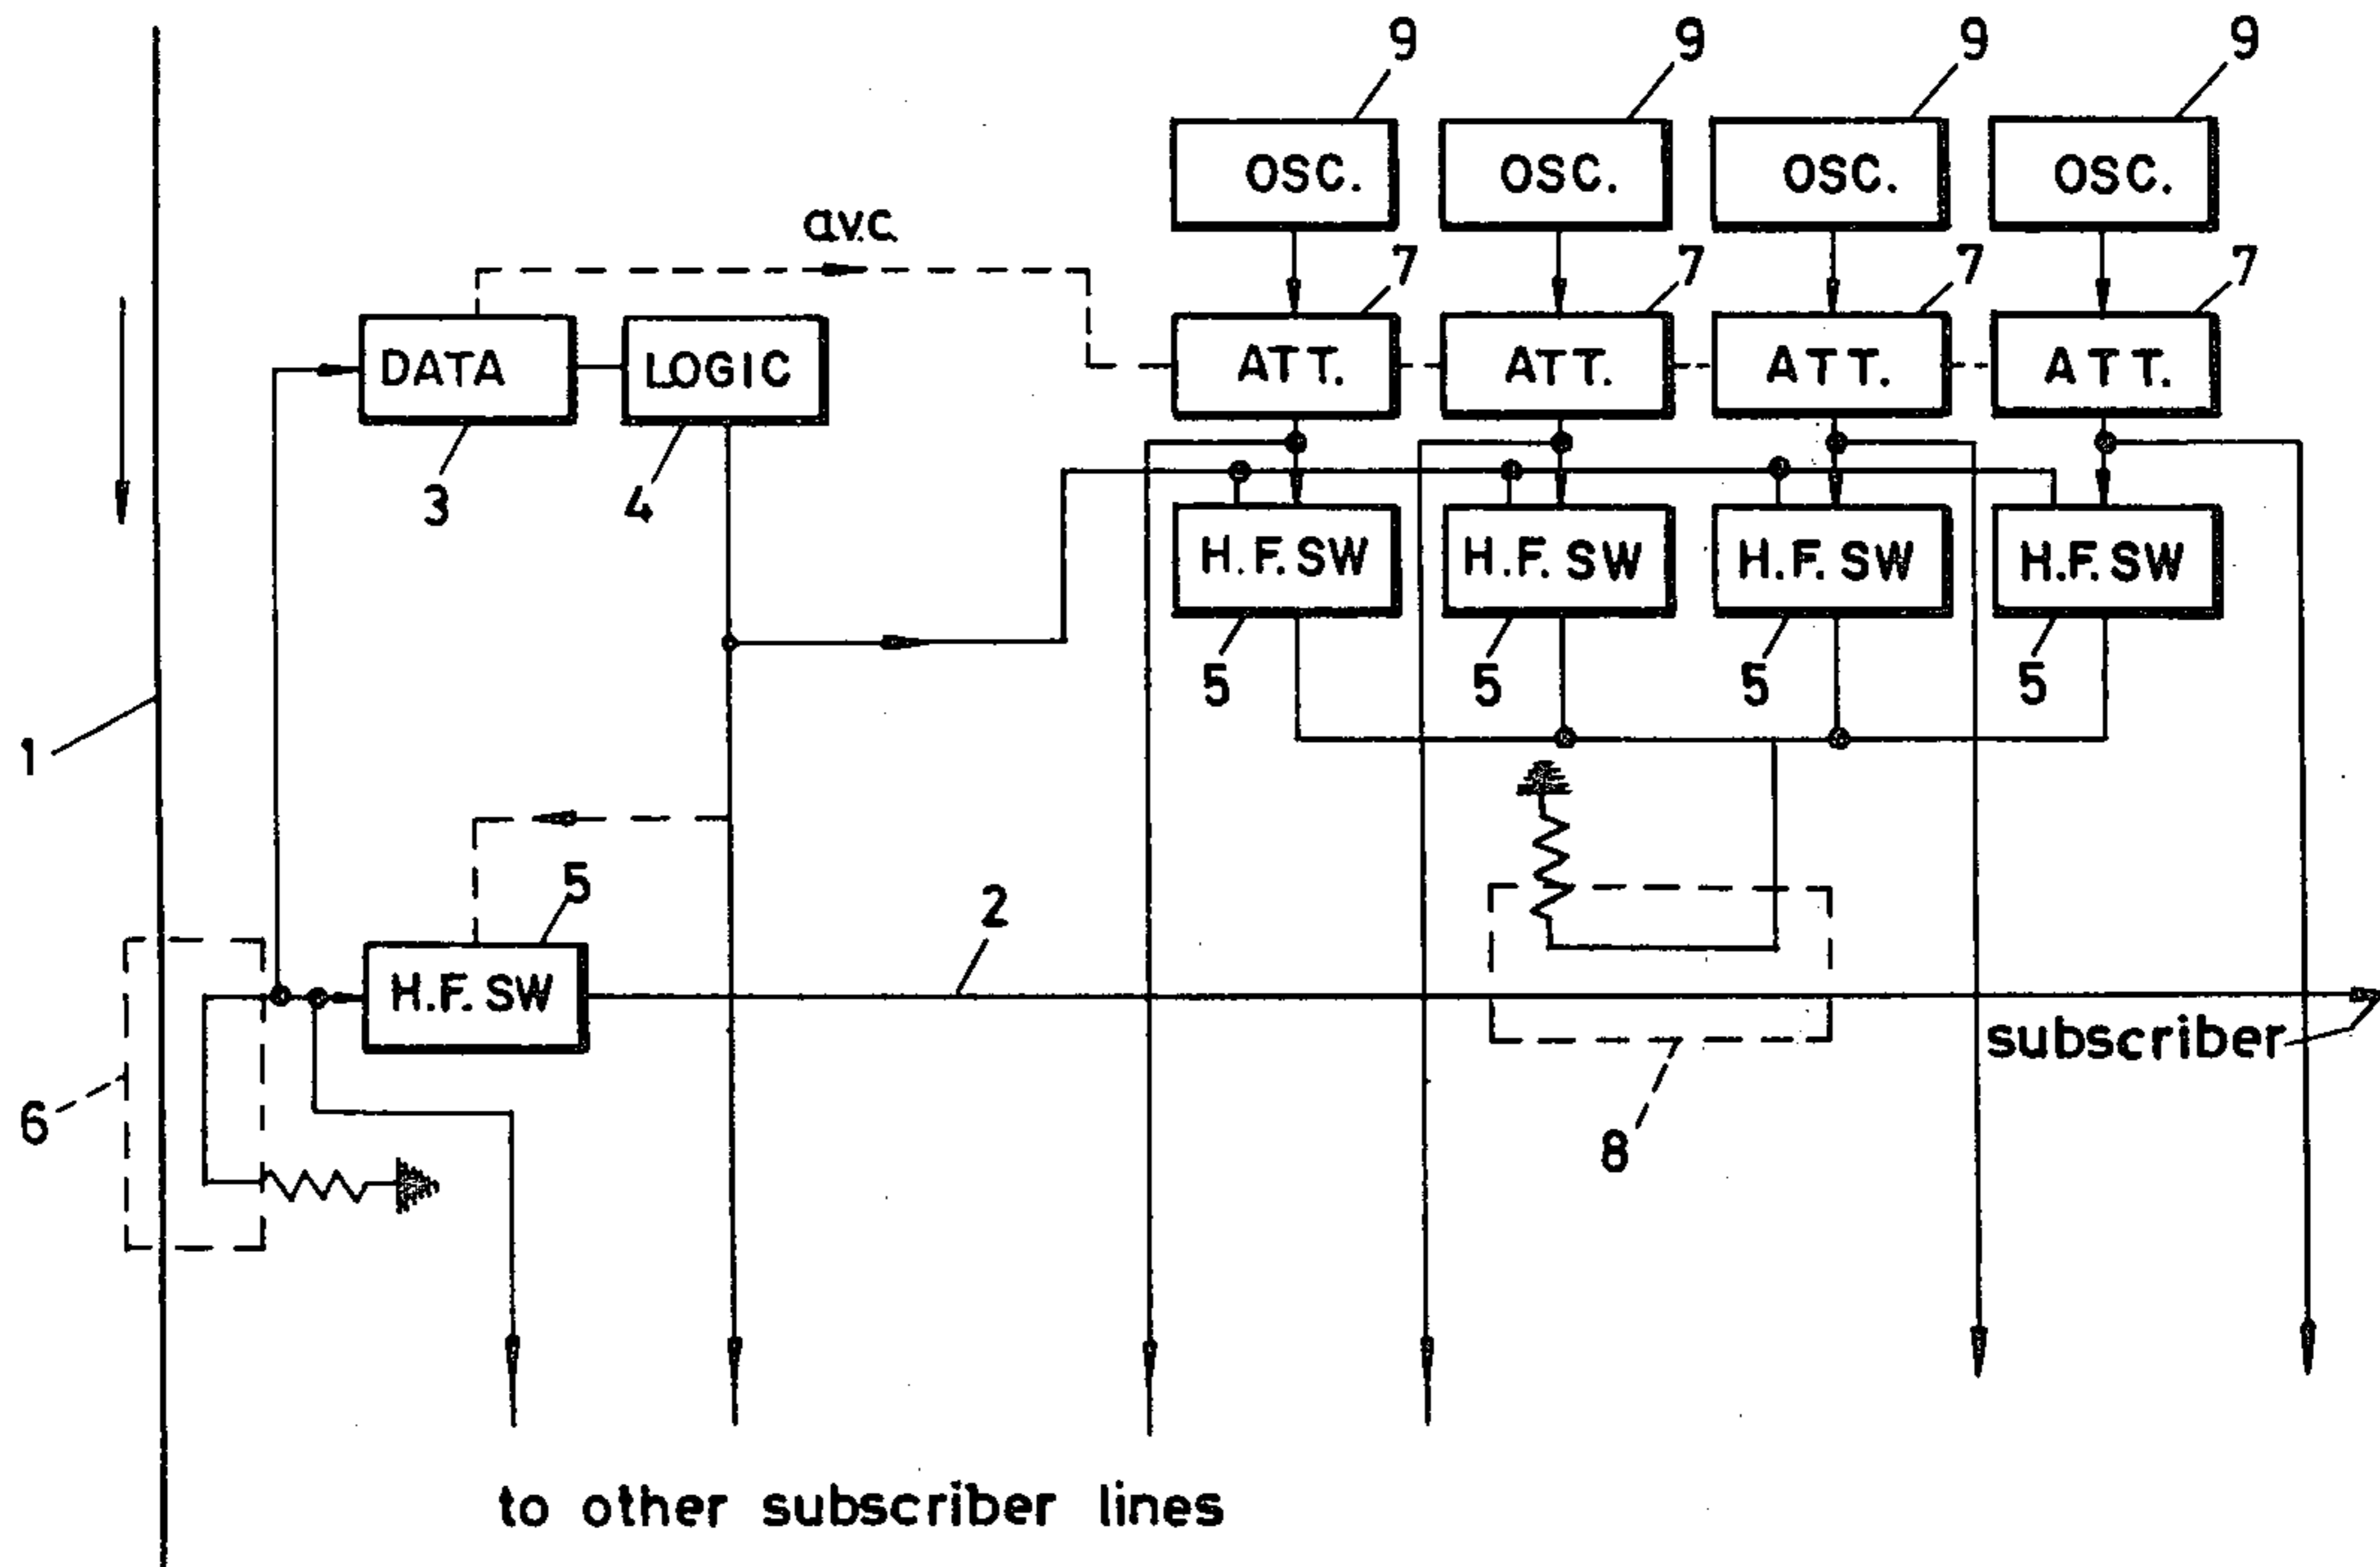 9 9 9 9
OSC. OSC. OSC. OSC.
a.v.c.
7 7 7 7
DATA LOGIC ATT. ATT. ATT. ATT.
3 4
H.F. SW H.F. SW H.F. SW H.F. SW
5 5 5 5
1
5 2
H.F. SW
subscriber
6 8
to other subscriber lines